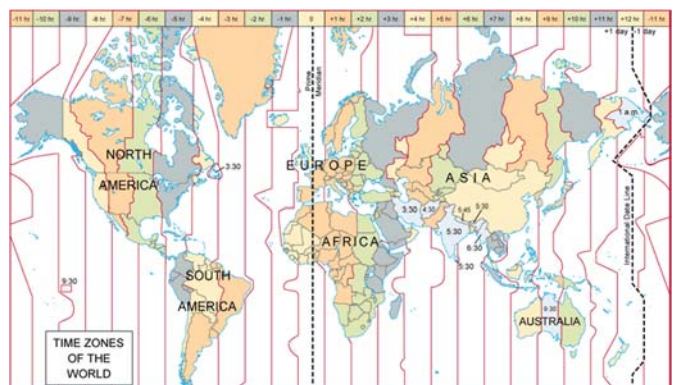 -11 hr -10 hr -9 hr -8 hr -7 hr -6 hr -5 hr -4 hr -3 hr -2 hr -1 hr 0 +1 hr +2 hr +3 hr +4 hr +5 hr +6 hr +7 hr +8 hr +9 hr +10 hr +11 hr +12 hr -11 hr
+1 day -1 day
Prime Meridian
1 a.m.
NORTH
AMERICA
3:30
EUROPE
ASIA
5:30
4:30
5:45
5:30
6:30
5:30
AFRICA
International Date Line
9:30
SOUTH
AMERICA
9:30
AUSTRALIA
TIME ZONES
OF THE
WORLD